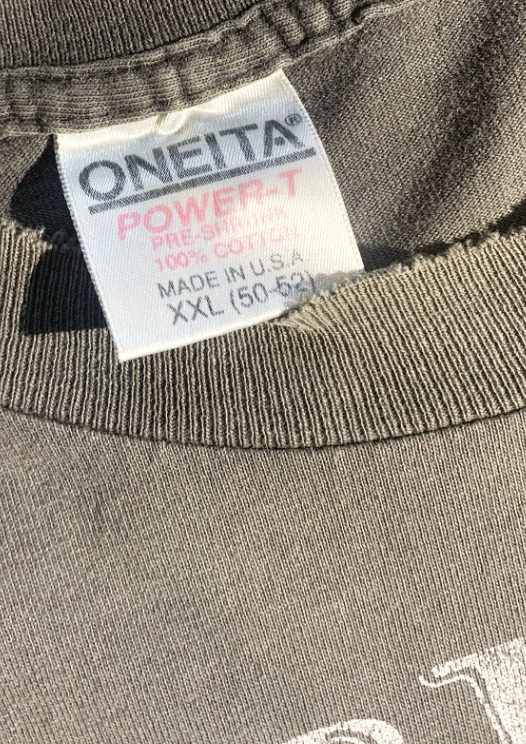 ONEITA®
POWER-T
PRE-SHRUNK
100% COTTON
MADE IN U.S.A.
XXL (50-52)